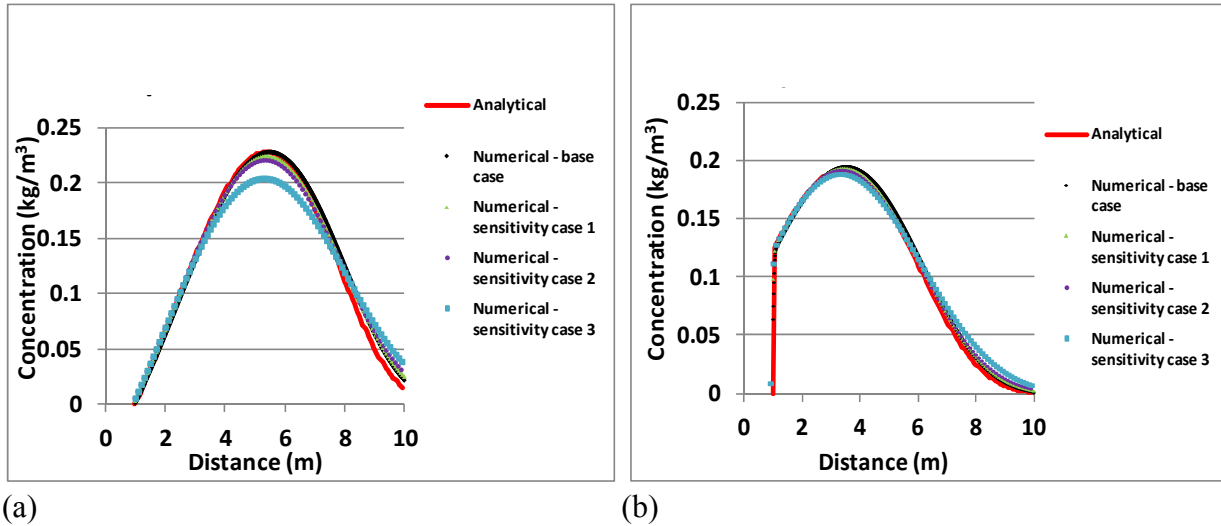 Concentration (kg/m³)
0.25
0.2
0.15
0.1
0.05
0
0 2 4 6 8 10
Distance (m)
Analytical
Numerical - base
case
Numerical -
sensitivity case 1
Numerical -
sensitivity case 2
Numerical -
sensitivity case 3
(a)
Concentration (kg/m³)
0.25
0.2
0.15
0.1
0.05
0
0 2 4 6 8 10
Distance (m)
Analytical
Numerical - base
case
Numerical -
sensitivity case 1
Numerical -
sensitivity case 2
Numerical -
sensitivity case 3
(b)